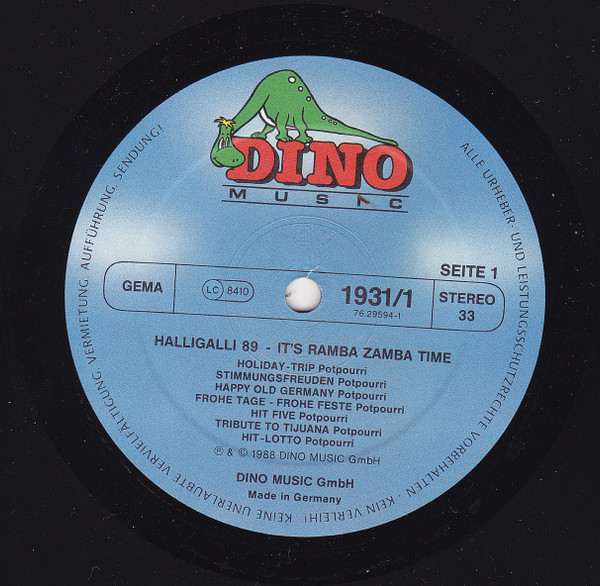 DINO
MUSIC
SEITE 1
GEMA
LC 8410
1931/1
76.29594-1
STEREO
33
HALLIGALLI 89 - IT'S RAMBA ZAMBA TIME
HOLiDAY-TRIP Potpourri
STIMMUNGSFREUDEN Potpourri
HAPPY OLD GERMANY Potpourri
FROHE TAGE - FROHE FESTE Potpourri
HIT FIVE Potpourri
TRIBUTE TO TIJUANA Potpourri
HIT-LOTTO Potpourri
℗ & © 1988 DINO MUSIC GmbH
DINO MUSIC GmbH
Made in Germany
ALLE URHEBER- UND LEISTUNGSSCHUTZRECHTE VORBEHALTEN · KEIN VERLEIH! KEINE UNERLAUBTE VERVIELFÄLTIGUNG, VERMIETUNG, AUFFÜHRUNG, SENDUNG!